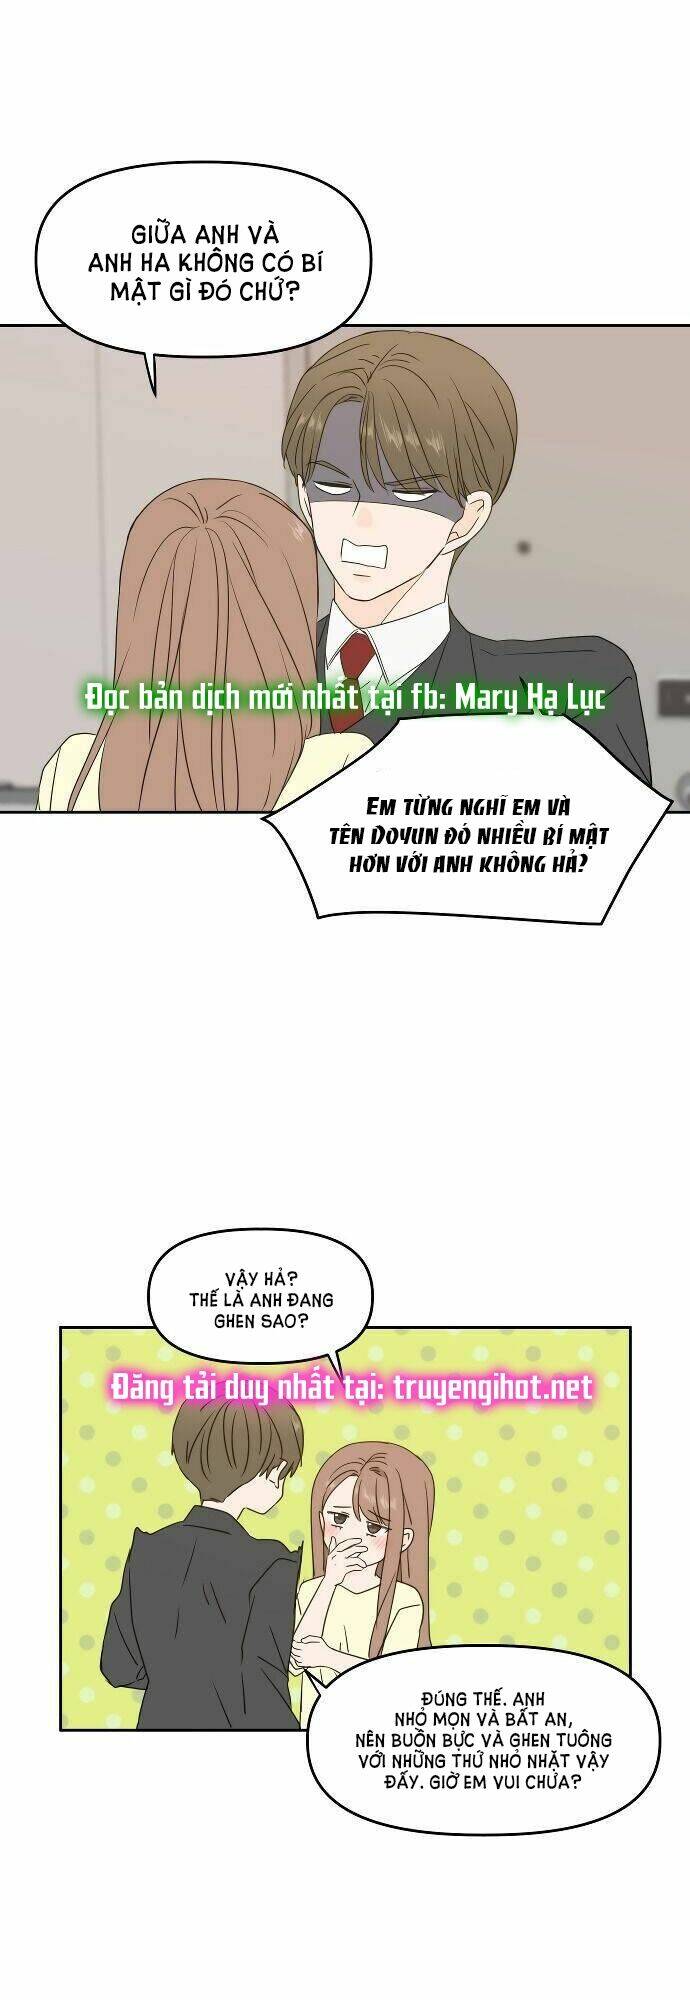 GIỮA ANH VÀ
ANH HA KHÔNG CÓ BÍ
MẬT GÌ ĐÓ CHỨ?
Đọc bản dịch mới nhất tại fb: Mary Hạ Lục
EM TỪNG NGHĨ EM VÀ
TÊN DOYUN ĐÓ NHIỀU BÍ MẬT
HƠN VỚI ANH KHÔNG HẢ?
VẬY HẢ?
THẾ LÀ ANH ĐANG
GHEN SAO?
Đăng tải duy nhất tại: truyengihot.net
ĐÚNG THẾ. ANH
NHỎ MỌN VÀ BẤT AN,
NÊN BUỒN BỰC VÀ GHEN TUÔNG
VỚI NHỮNG THỨ NHỎ NHẶT VẬY
ĐẤY. GIỜ EM VUI CHƯA?